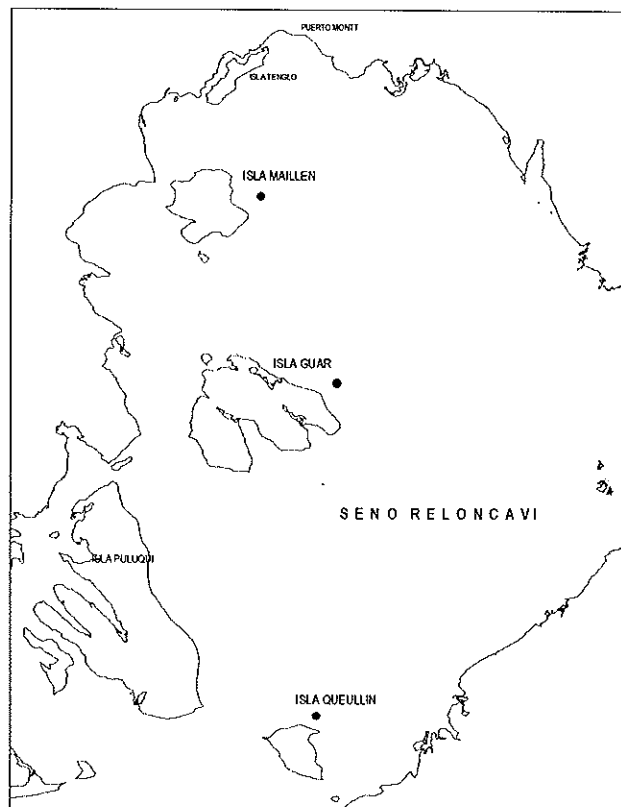 PUERTO MONTT
ISLA TENGLO
ISLA MAILLEN
ISLA GUAR
SENO RELONCAVI
ISLA PULUQUI
ISLA QUEULLIN